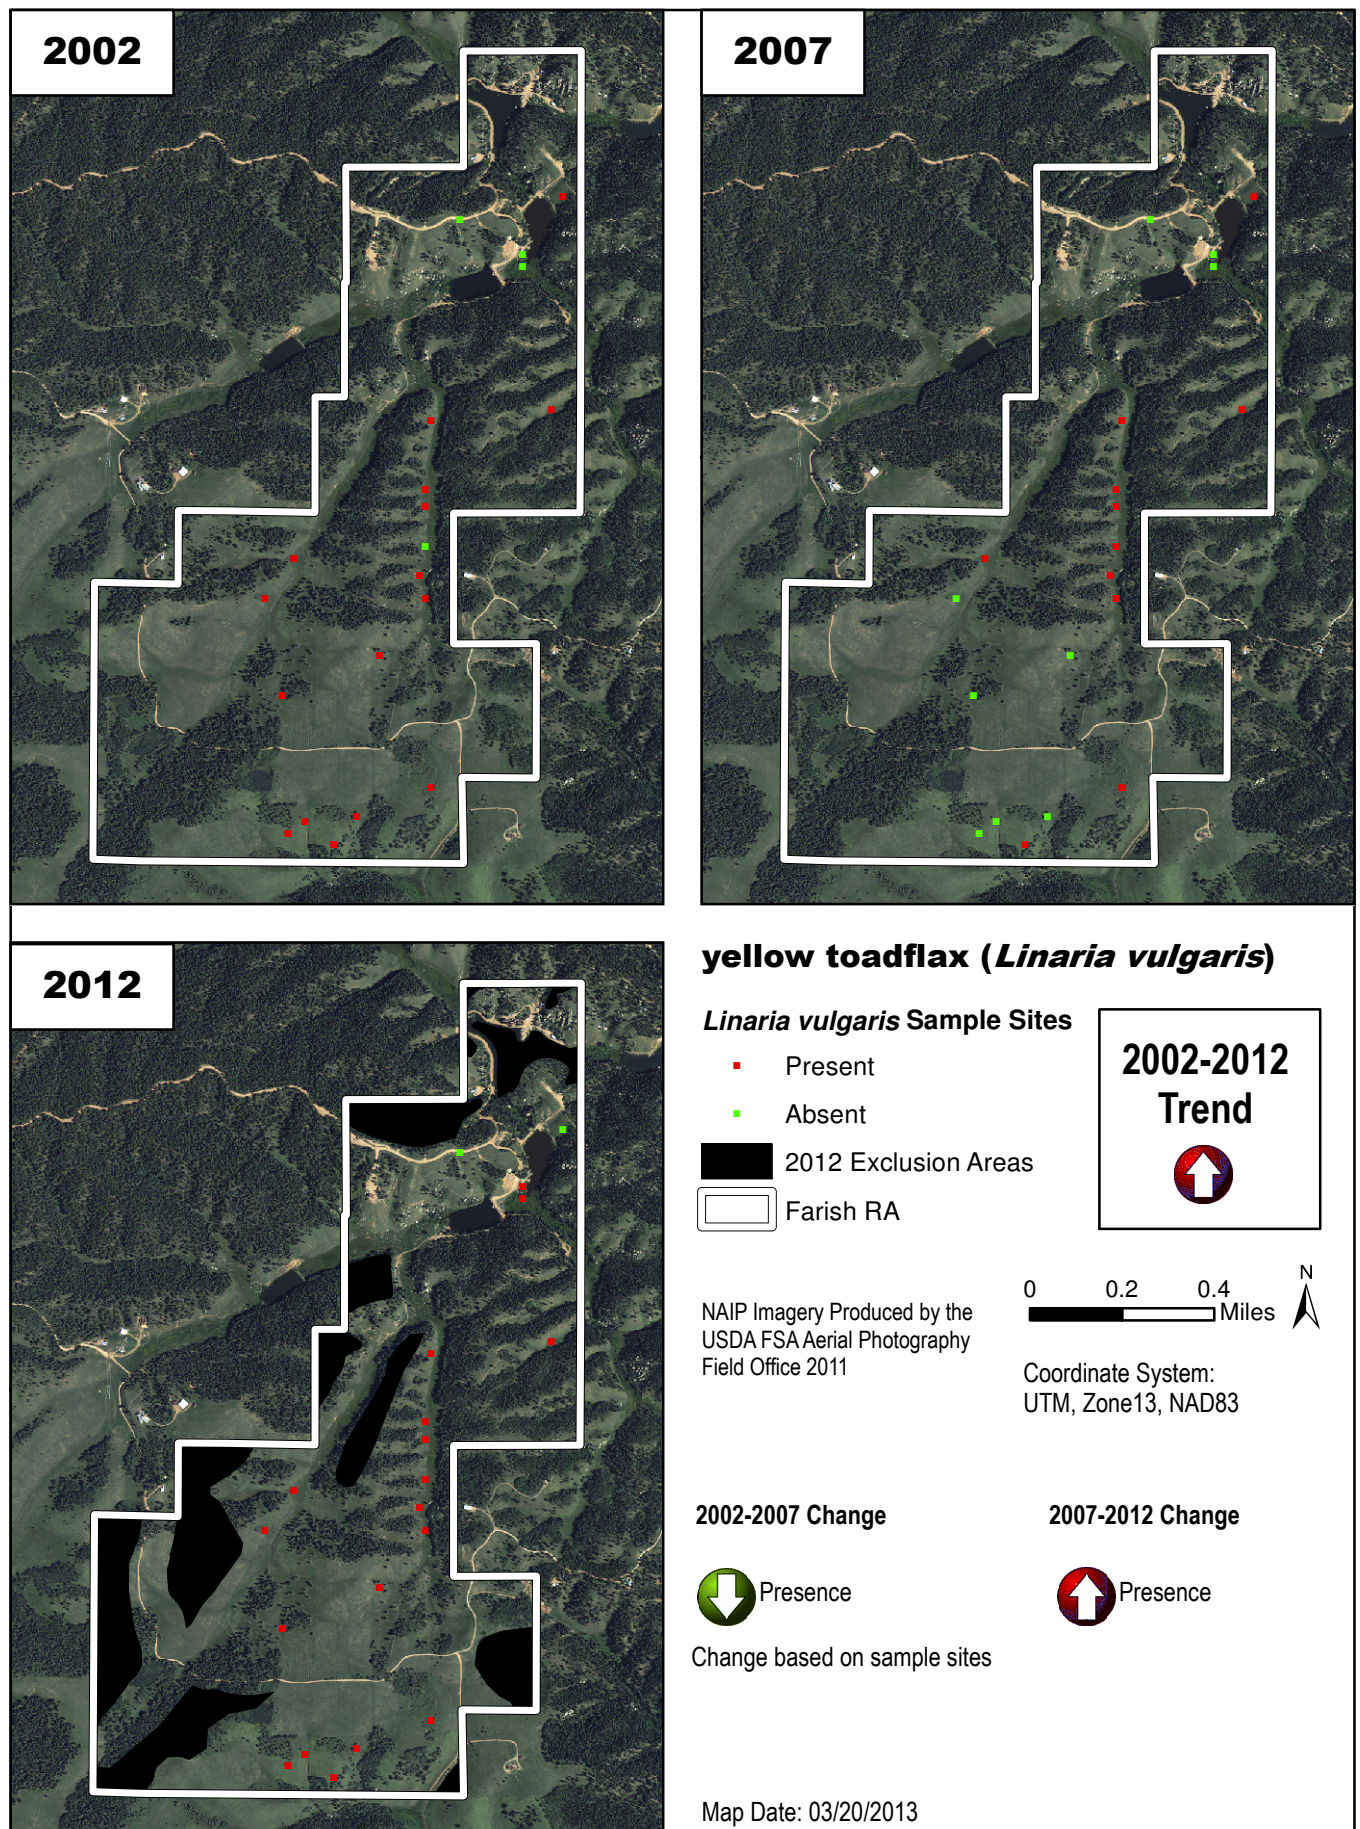 2002
2007
2012
yellow toadflax (Linaria vulgaris)
Linaria vulgaris Sample Sites
Present
Absent
2012 Exclusion Areas
Farish RA
2002-2012
Trend
NAIP Imagery Produced by the
USDA FSA Aerial Photography
Field Office 2011
0 0.2 0.4
Miles
N
Coordinate System:
UTM, Zone13, NAD83
2002-2007 Change
Presence
2007-2012 Change
Presence
Change based on sample sites
Map Date: 03/20/2013